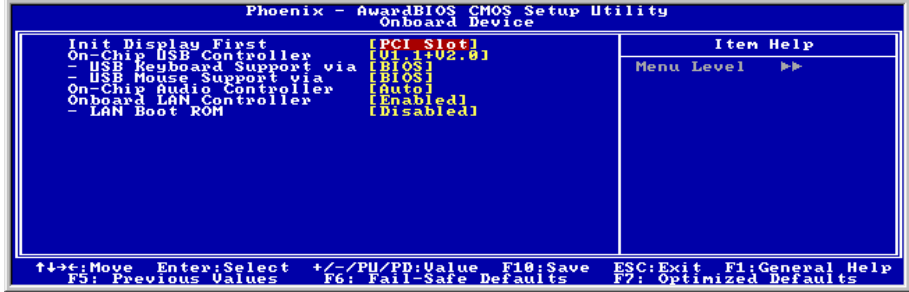 Phoenix - AwardBIOS CMOS Setup Utility
Onboard Device
Init Display First [PCI Slot]
On-Chip USB Controller [V1.1+V2.0]
- USB Keyboard Support via [BIOS]
- USB Mouse Support via [BIOS]
On-Chip Audio Controller [Auto]
Onboard LAN Controller [Enabled]
- LAN Boot ROM [Disabled]
Item Help
Menu Level ►►
↑↓→←:Move Enter:Select +/-/PU/PD:Value F10:Save ESC:Exit F1:General Help
F5: Previous Values F6: Fail-Safe Defaults F7: Optimized Defaults